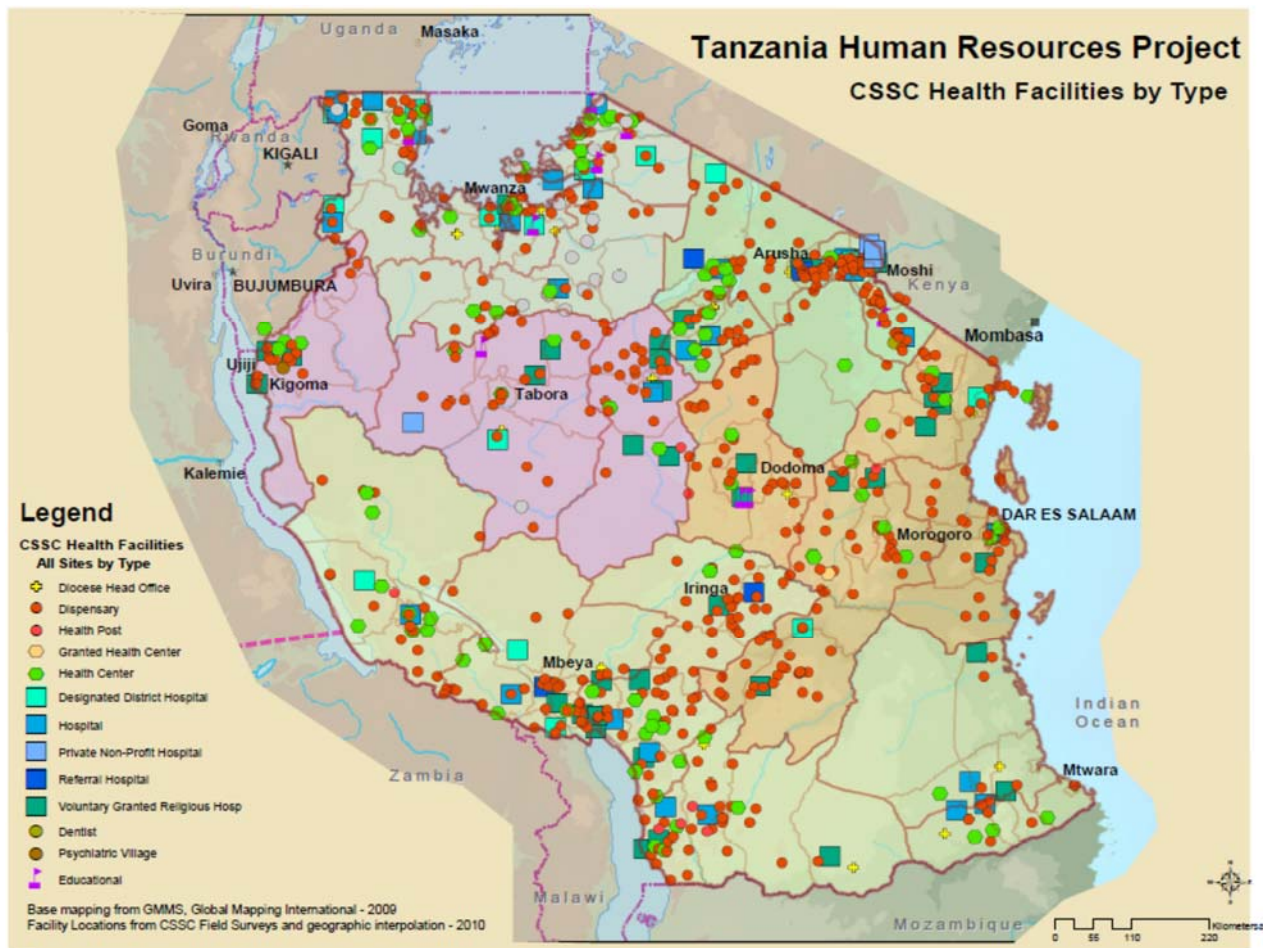 Tanzania Human Resources Project
CSSC Health Facilities by Type
Uganda
Masaka
Goma
Rwanda
KIGALI
Mwanza
Burundi
Uvira
BUJUMBURA
Arusha
Moshi
Kenya
Mombasa
Ujiji
Kigoma
Tabora
Kalemie
Dodoma
DAR ES SALAAM
Morogoro
Iringa
Mbeya
Indian
Ocean
Zambia
Mtwara
Malawi
Mozambique
Legend
CSSC Health Facilities
All Sites by Type
Diocese Head Office
Dispensary
Health Post
Granted Health Center
Health Center
Designated District Hospital
Hospital
Private Non-Profit Hospital
Referral Hospital
Voluntary Granted Religious Hosp
Dentist
Psychiatric Village
Educational
Base mapping from GMMS, Global Mapping International - 2009
Facility Locations from CSSC Field Surveys and geographic interpolation - 2010
Kilometers
0 55 110 220